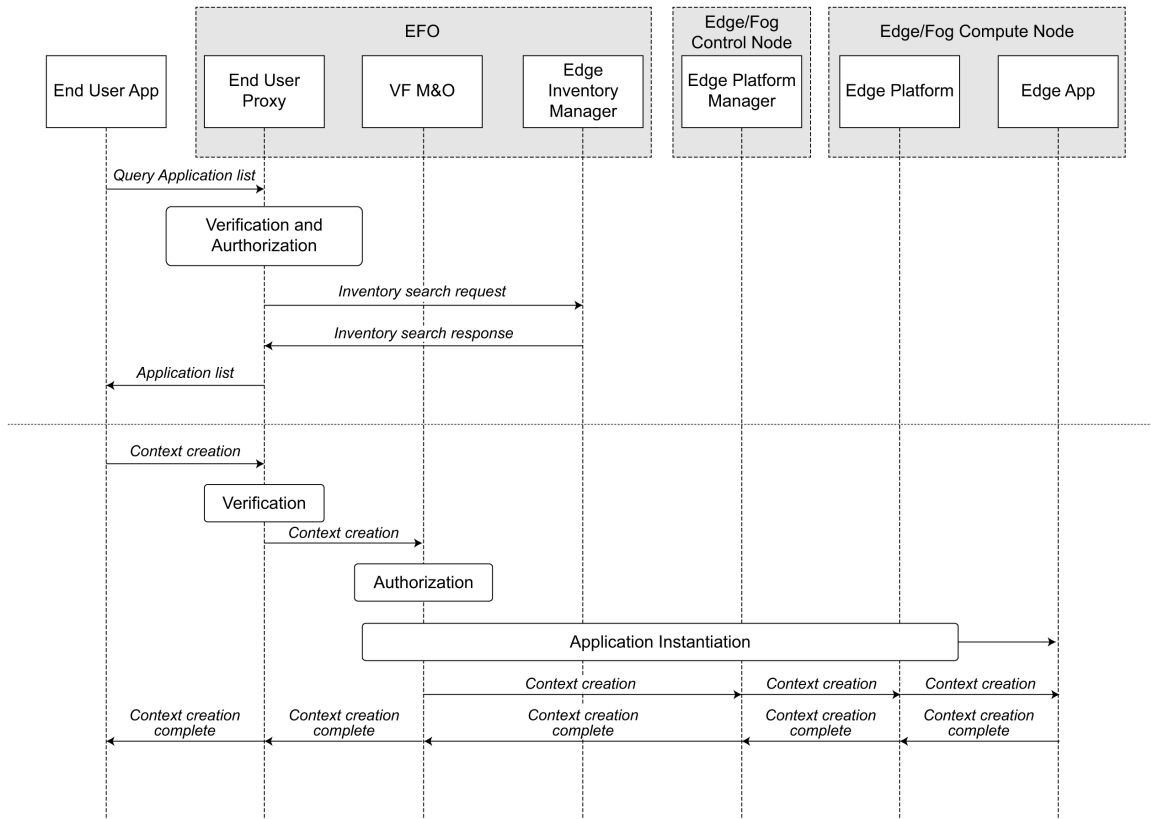 EFO
Edge/Fog
Control Node
Edge/Fog Compute Node
End User App
End User
Proxy
VF M&O
Edge
Inventory
Manager
Edge Platform
Manager
Edge Platform
Edge App
Query Application list
Verification and
Aurthorization
Inventory search request
Inventory search response
Application list
Context creation
Verification
Context creation
Authorization
Application Instantiation
Context creation
Context creation
Context creation
Context creation
complete
Context creation
complete
Context creation
complete
Context creation
complete
Context creation
complete